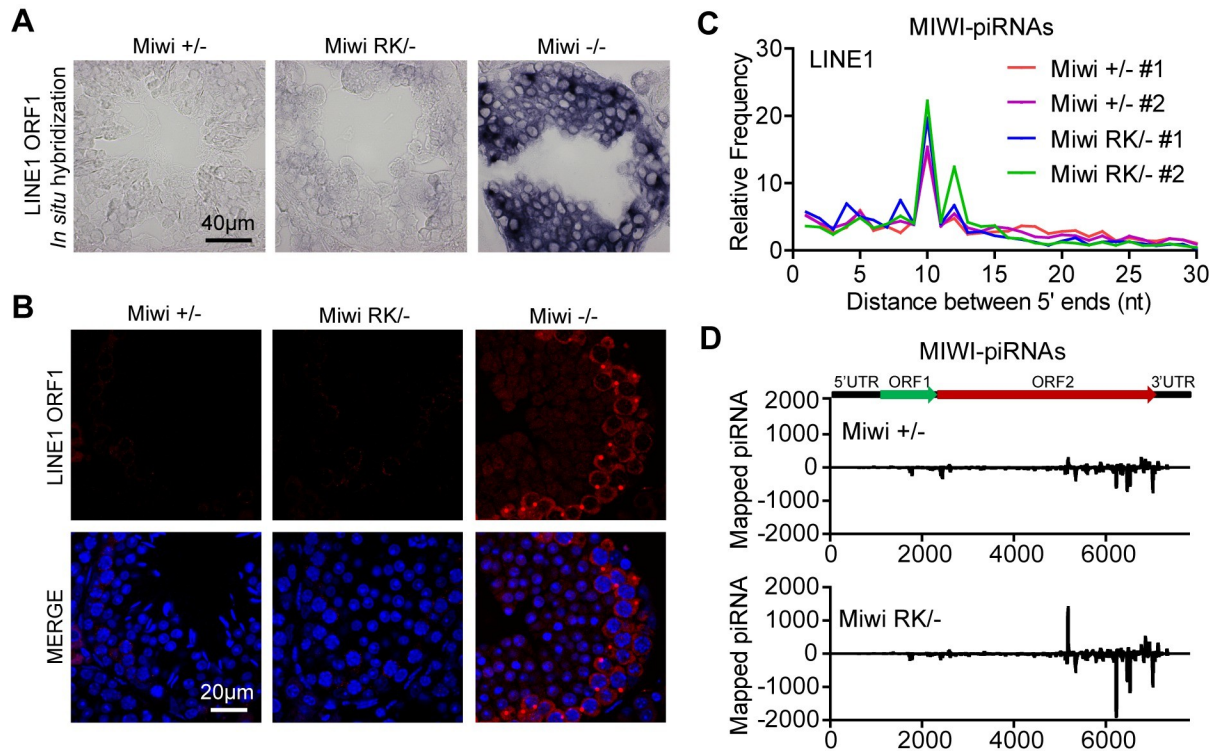 A
Miwi +/-
Miwi RK/-
Miwi -/-
LINE1 ORF1
In situ hybridization
40µm
B
Miwi +/-
Miwi RK/-
Miwi -/-
LINE1 ORF1
MERGE
20µm
C
MIWI-piRNAs
LINE1
Miwi +/- #1
Miwi +/- #2
Miwi RK/- #1
Miwi RK/- #2
Relative Frequency
30
20
10
0
0 5 10 15 20 25 30
Distance between 5' ends (nt)
D
MIWI-piRNAs
5'UTR ORF1 ORF2 3'UTR
Miwi +/-
Mapped piRNA
2000
1000
0
-1000
-2000
0 2000 4000 6000
Miwi RK/-
Mapped piRNA
2000
1000
0
-1000
-2000
0 2000 4000 6000